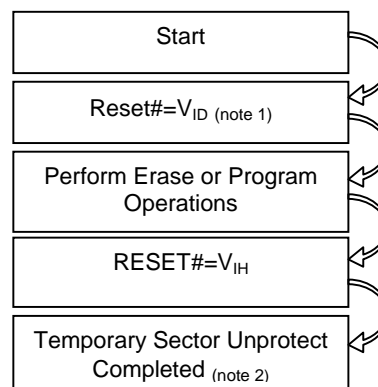 Start
Reset#=VID (note 1)
Perform Erase or Program
Operations
RESET#=VIH
Temporary Sector Unprotect
Completed (note 2)